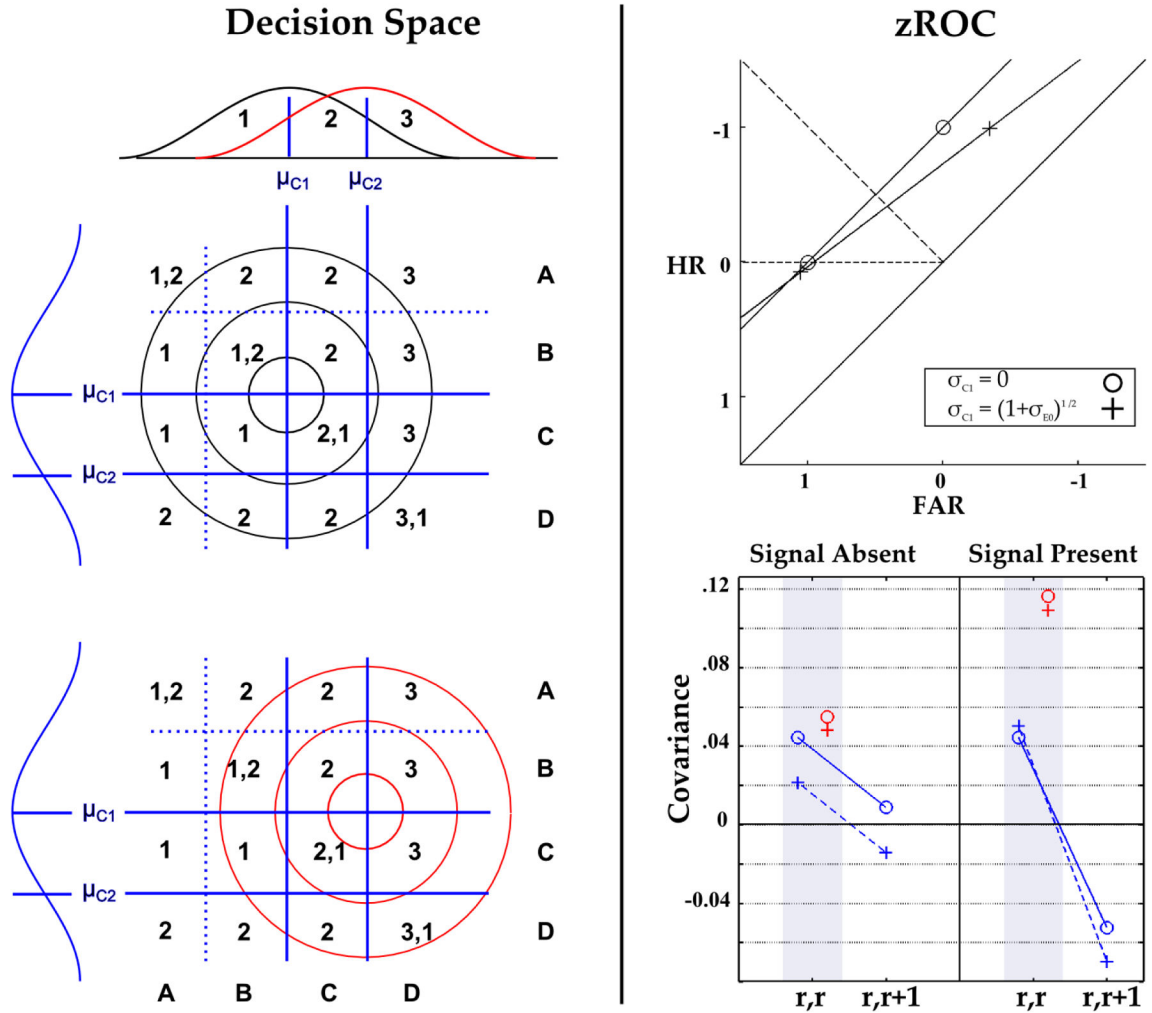 Decision Space
1 2 3
μC1 μC2
1,2 2 2 3 A
1 1,2 2 3 B
μC1
1 1 2,1 3 C
μC2
2 2 2 3,1 D
1,2 2 2 3 A
1 1,2 2 3 B
μC1
1 1 2,1 3 C
μC2
2 2 2 3,1 D
A B C D
zROC
-1
HR 0
1
σC1 = 0
σC1 = (1+σE0)1/2
1 0 -1
FAR
Signal Absent Signal Present
.12
.08
.04
0
-0.04
Covariance
r,r r,r+1 r,r r,r+1